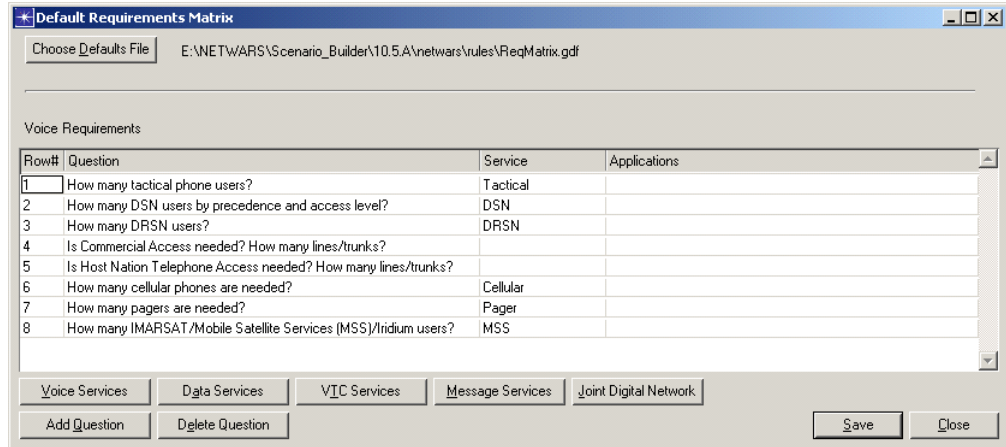 Default Requirements Matrix
Choose Defaults File E:\NETWARS\Scenario_Builder\10.5.A\netwars\rules\ReqMatrix.gdf
Voice Requirements
Row# Question Service Applications
1 How many tactical phone users? Tactical
2 How many DSN users by precedence and access level? DSN
3 How many DRSN users? DRSN
4 Is Commercial Access needed? How many lines/trunks?
5 Is Host Nation Telephone Access needed? How many lines/trunks?
6 How many cellular phones are needed? Cellular
7 How many pagers are needed? Pager
8 How many IMARSAT/Mobile Satellite Services (MSS)/Iridium users? MSS
Voice Services Data Services VTC Services Message Services Joint Digital Network
Add Question Delete Question Save Close